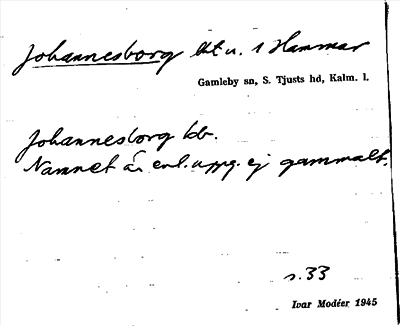 Johannesborg lht u. 1 Hammar
Gamleby sn, S. Tjusts hd, Kalm. l.
Johannesborg
Namnet är enl. uppg. ej gammalt.
s. 33
Ivar Modéer 1945